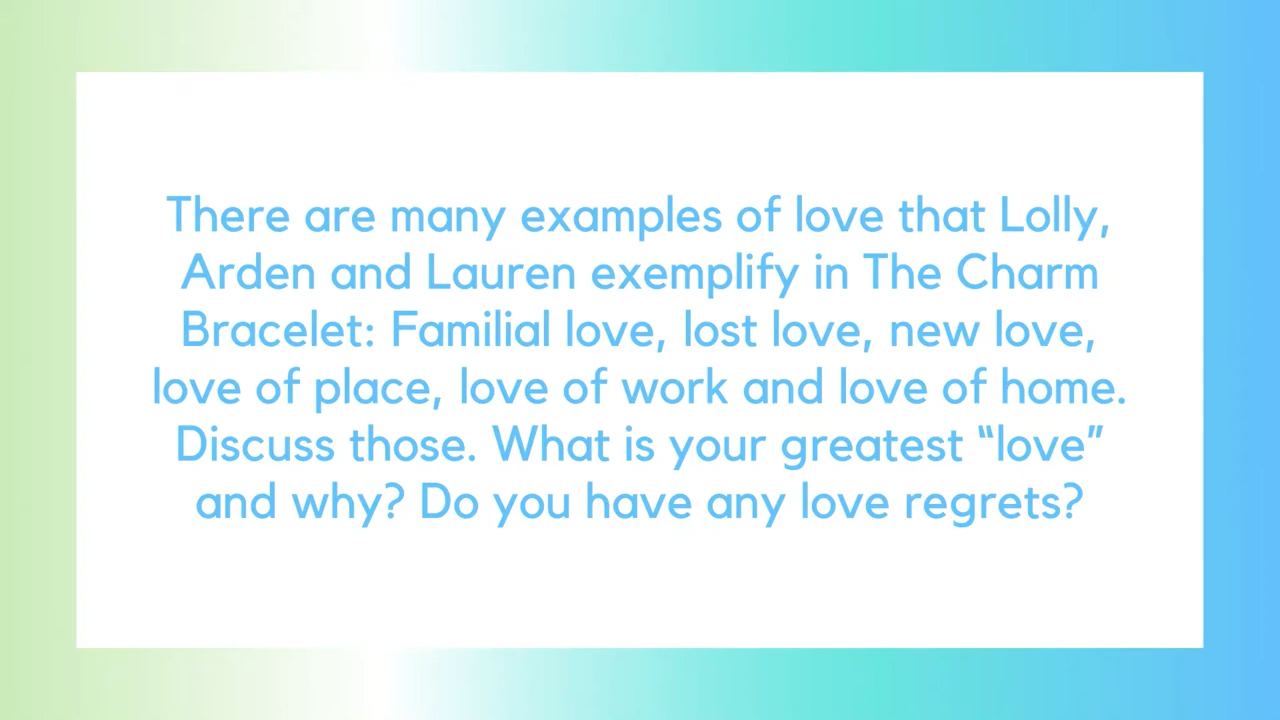 There are many examples of love that Lolly,
Arden and Lauren exemplify in The Charm
Bracelet: Familial love, lost love, new love,
love of place, love of work and love of home.
Discuss those. What is your greatest “love”
and why? Do you have any love regrets?